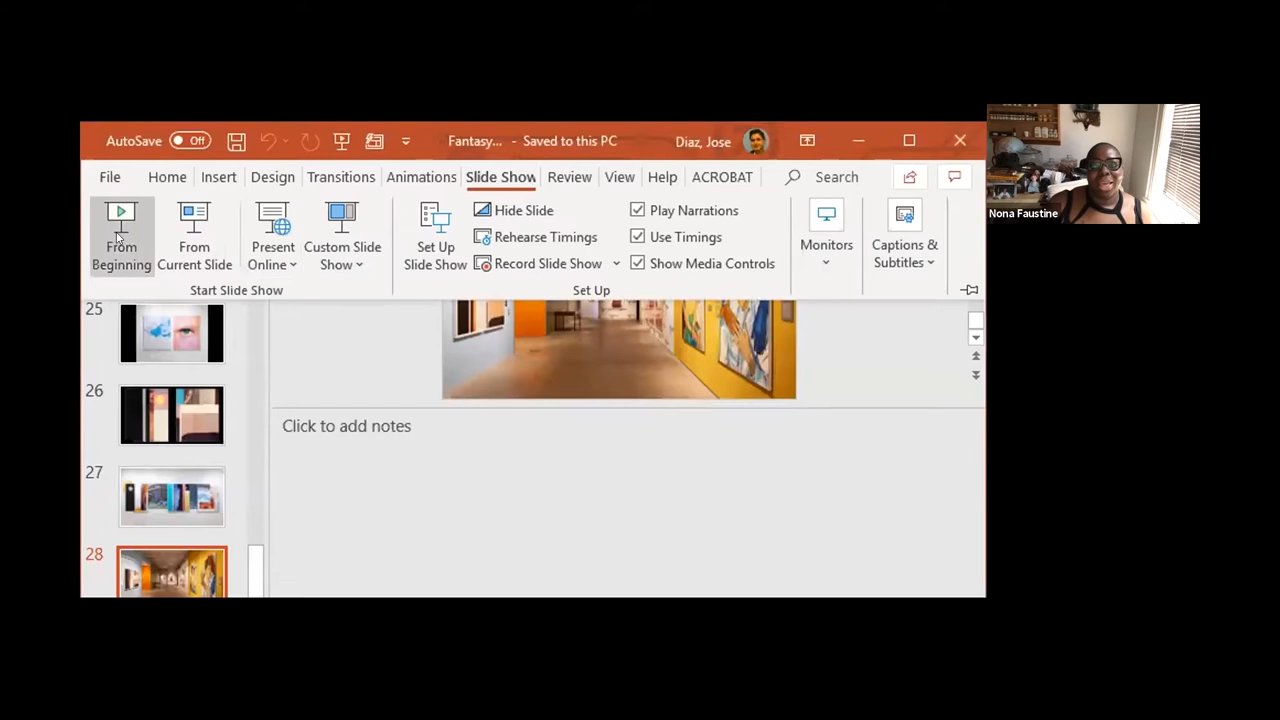 AutoSave Off Fantasy... - Saved to this PC Diaz, Jose
File Home Insert Design Transitions Animations Slide Show Review View Help ACROBAT Search
From Beginning
From Current Slide
Present Online
Custom Slide Show
Start Slide Show
Set Up Slide Show
Hide Slide
Rehearse Timings
Record Slide Show
Play Narrations
Use Timings
Show Media Controls
Set Up
Monitors
Captions & Subtitles
Nona Faustine
25
26
27
28
Click to add notes